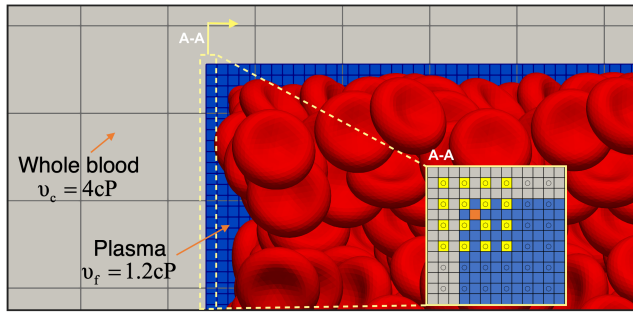 A-A
A-A
Whole blood
υc = 4cP
Plasma
υf = 1.2cP